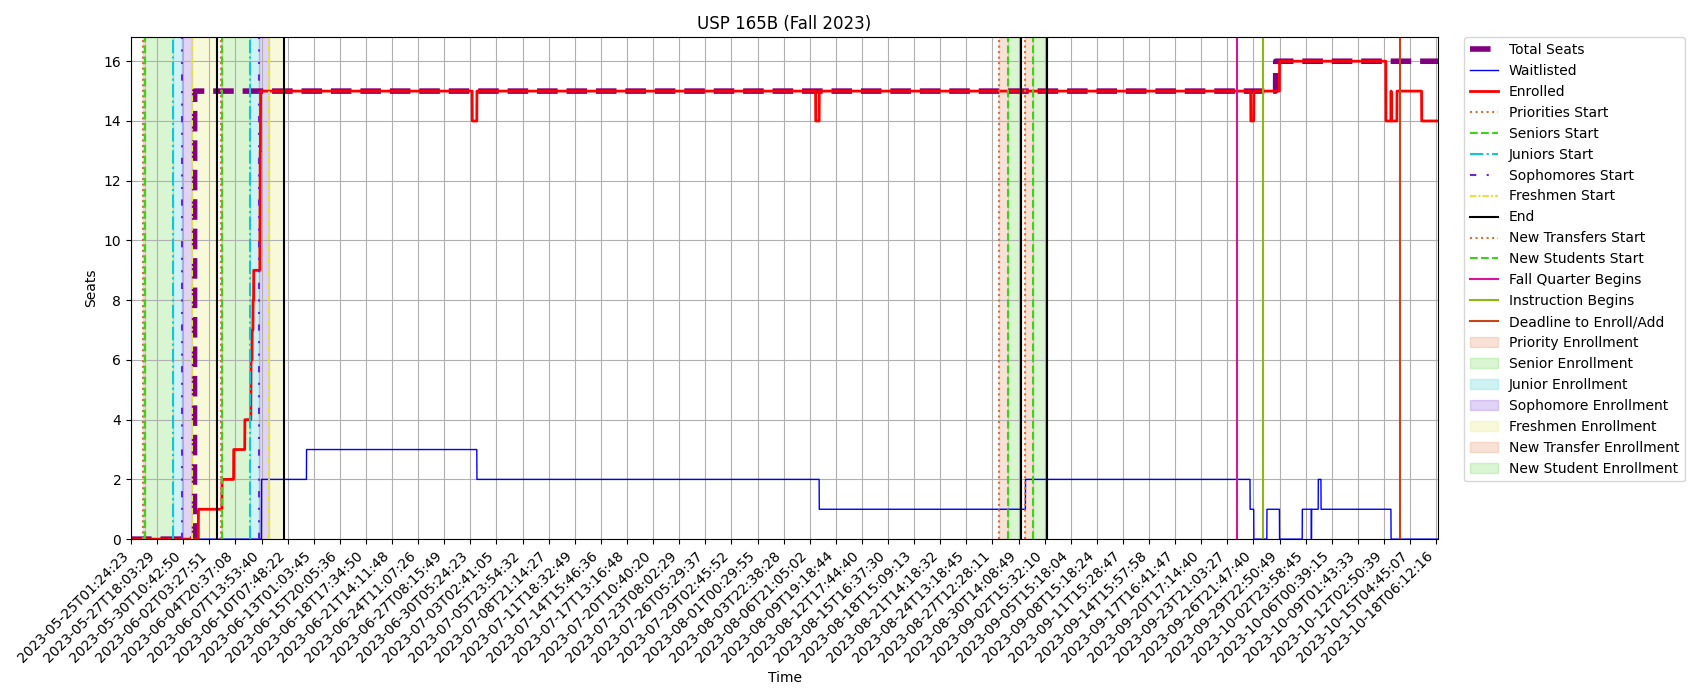 USP 165B (Fall 2023)
Seats
16
14
12
10
8
6
4
2
0
2023-05-25T01:24:23
2023-05-27T18:03:29
2023-05-30T10:42:50
2023-06-02T03:27:51
2023-06-04T20:37:08
2023-06-07T13:53:40
2023-06-10T07:48:22
2023-06-13T01:03:45
2023-06-15T20:05:36
2023-06-18T17:34:50
2023-06-21T14:11:48
2023-06-24T11:07:26
2023-06-27T08:15:49
2023-06-30T05:24:23
2023-07-03T02:41:05
2023-07-05T23:54:32
2023-07-08T21:14:27
2023-07-11T18:32:49
2023-07-14T15:46:36
2023-07-17T13:16:48
2023-07-20T10:40:20
2023-07-23T08:02:29
2023-07-26T05:29:37
2023-07-29T02:45:52
2023-08-01T00:29:55
2023-08-03T22:38:28
2023-08-06T21:05:02
2023-08-09T19:18:44
2023-08-12T17:44:40
2023-08-15T16:37:30
2023-08-18T15:09:13
2023-08-21T14:18:32
2023-08-24T13:18:45
2023-08-27T12:28:11
2023-08-30T14:08:49
2023-09-02T15:32:10
2023-09-05T15:18:04
2023-09-08T15:18:24
2023-09-11T15:28:47
2023-09-14T15:57:58
2023-09-17T16:41:47
2023-09-20T17:14:40
2023-09-23T21:03:27
2023-09-26T21:47:40
2023-09-29T22:50:49
2023-10-02T23:58:45
2023-10-06T00:39:15
2023-10-09T01:43:33
2023-10-12T02:50:39
2023-10-15T04:45:07
2023-10-18T06:12:16
Time
Total Seats
Waitlisted
Enrolled
Priorities Start
Seniors Start
Juniors Start
Sophomores Start
Freshmen Start
End
New Transfers Start
New Students Start
Fall Quarter Begins
Instruction Begins
Deadline to Enroll/Add
Priority Enrollment
Senior Enrollment
Junior Enrollment
Sophomore Enrollment
Freshmen Enrollment
New Transfer Enrollment
New Student Enrollment